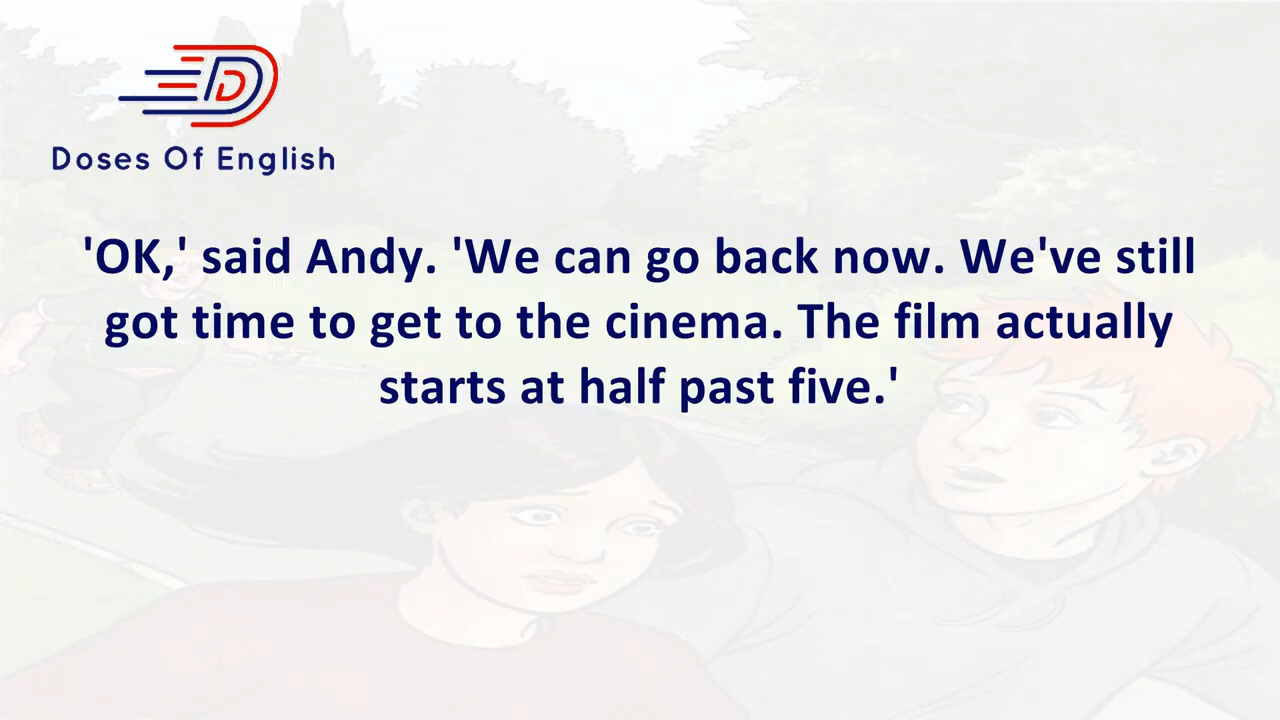 Doses Of English
'OK,' said Andy. 'We can go back now. We've still
got time to get to the cinema. The film actually
starts at half past five.'